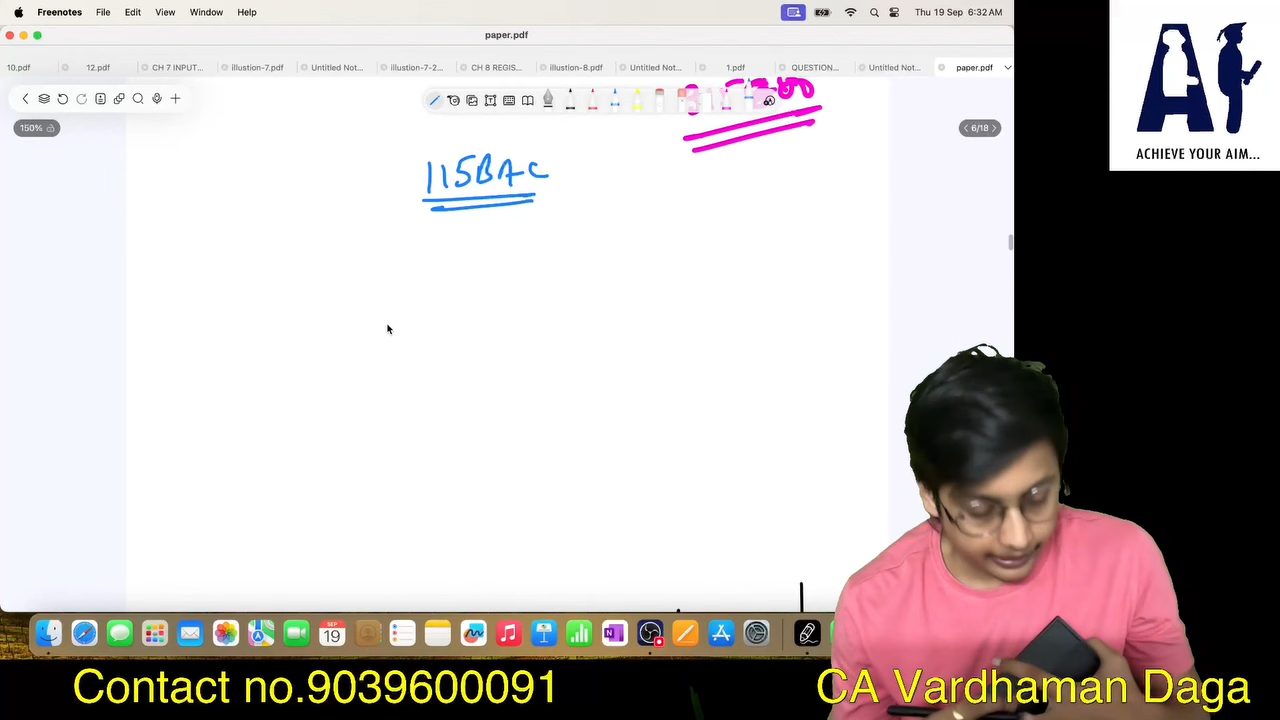 Freenotes File Edit View Window Help Thu 19 Sep 6:32 AM
paper.pdf
10.pdf 12.pdf CH 7 INPUT... illustion-7.pdf Untitled Not... illustion-7-2... CH 8 REGIS... illustion-8.pdf Untitled Not... 1.pdf QUESTION... Untitled Not... paper.pdf
150% 6/18
115BAC
SEP
19
ACHIEVE YOUR AIM...
Contact no.9039600091 CA Vardhaman Daga